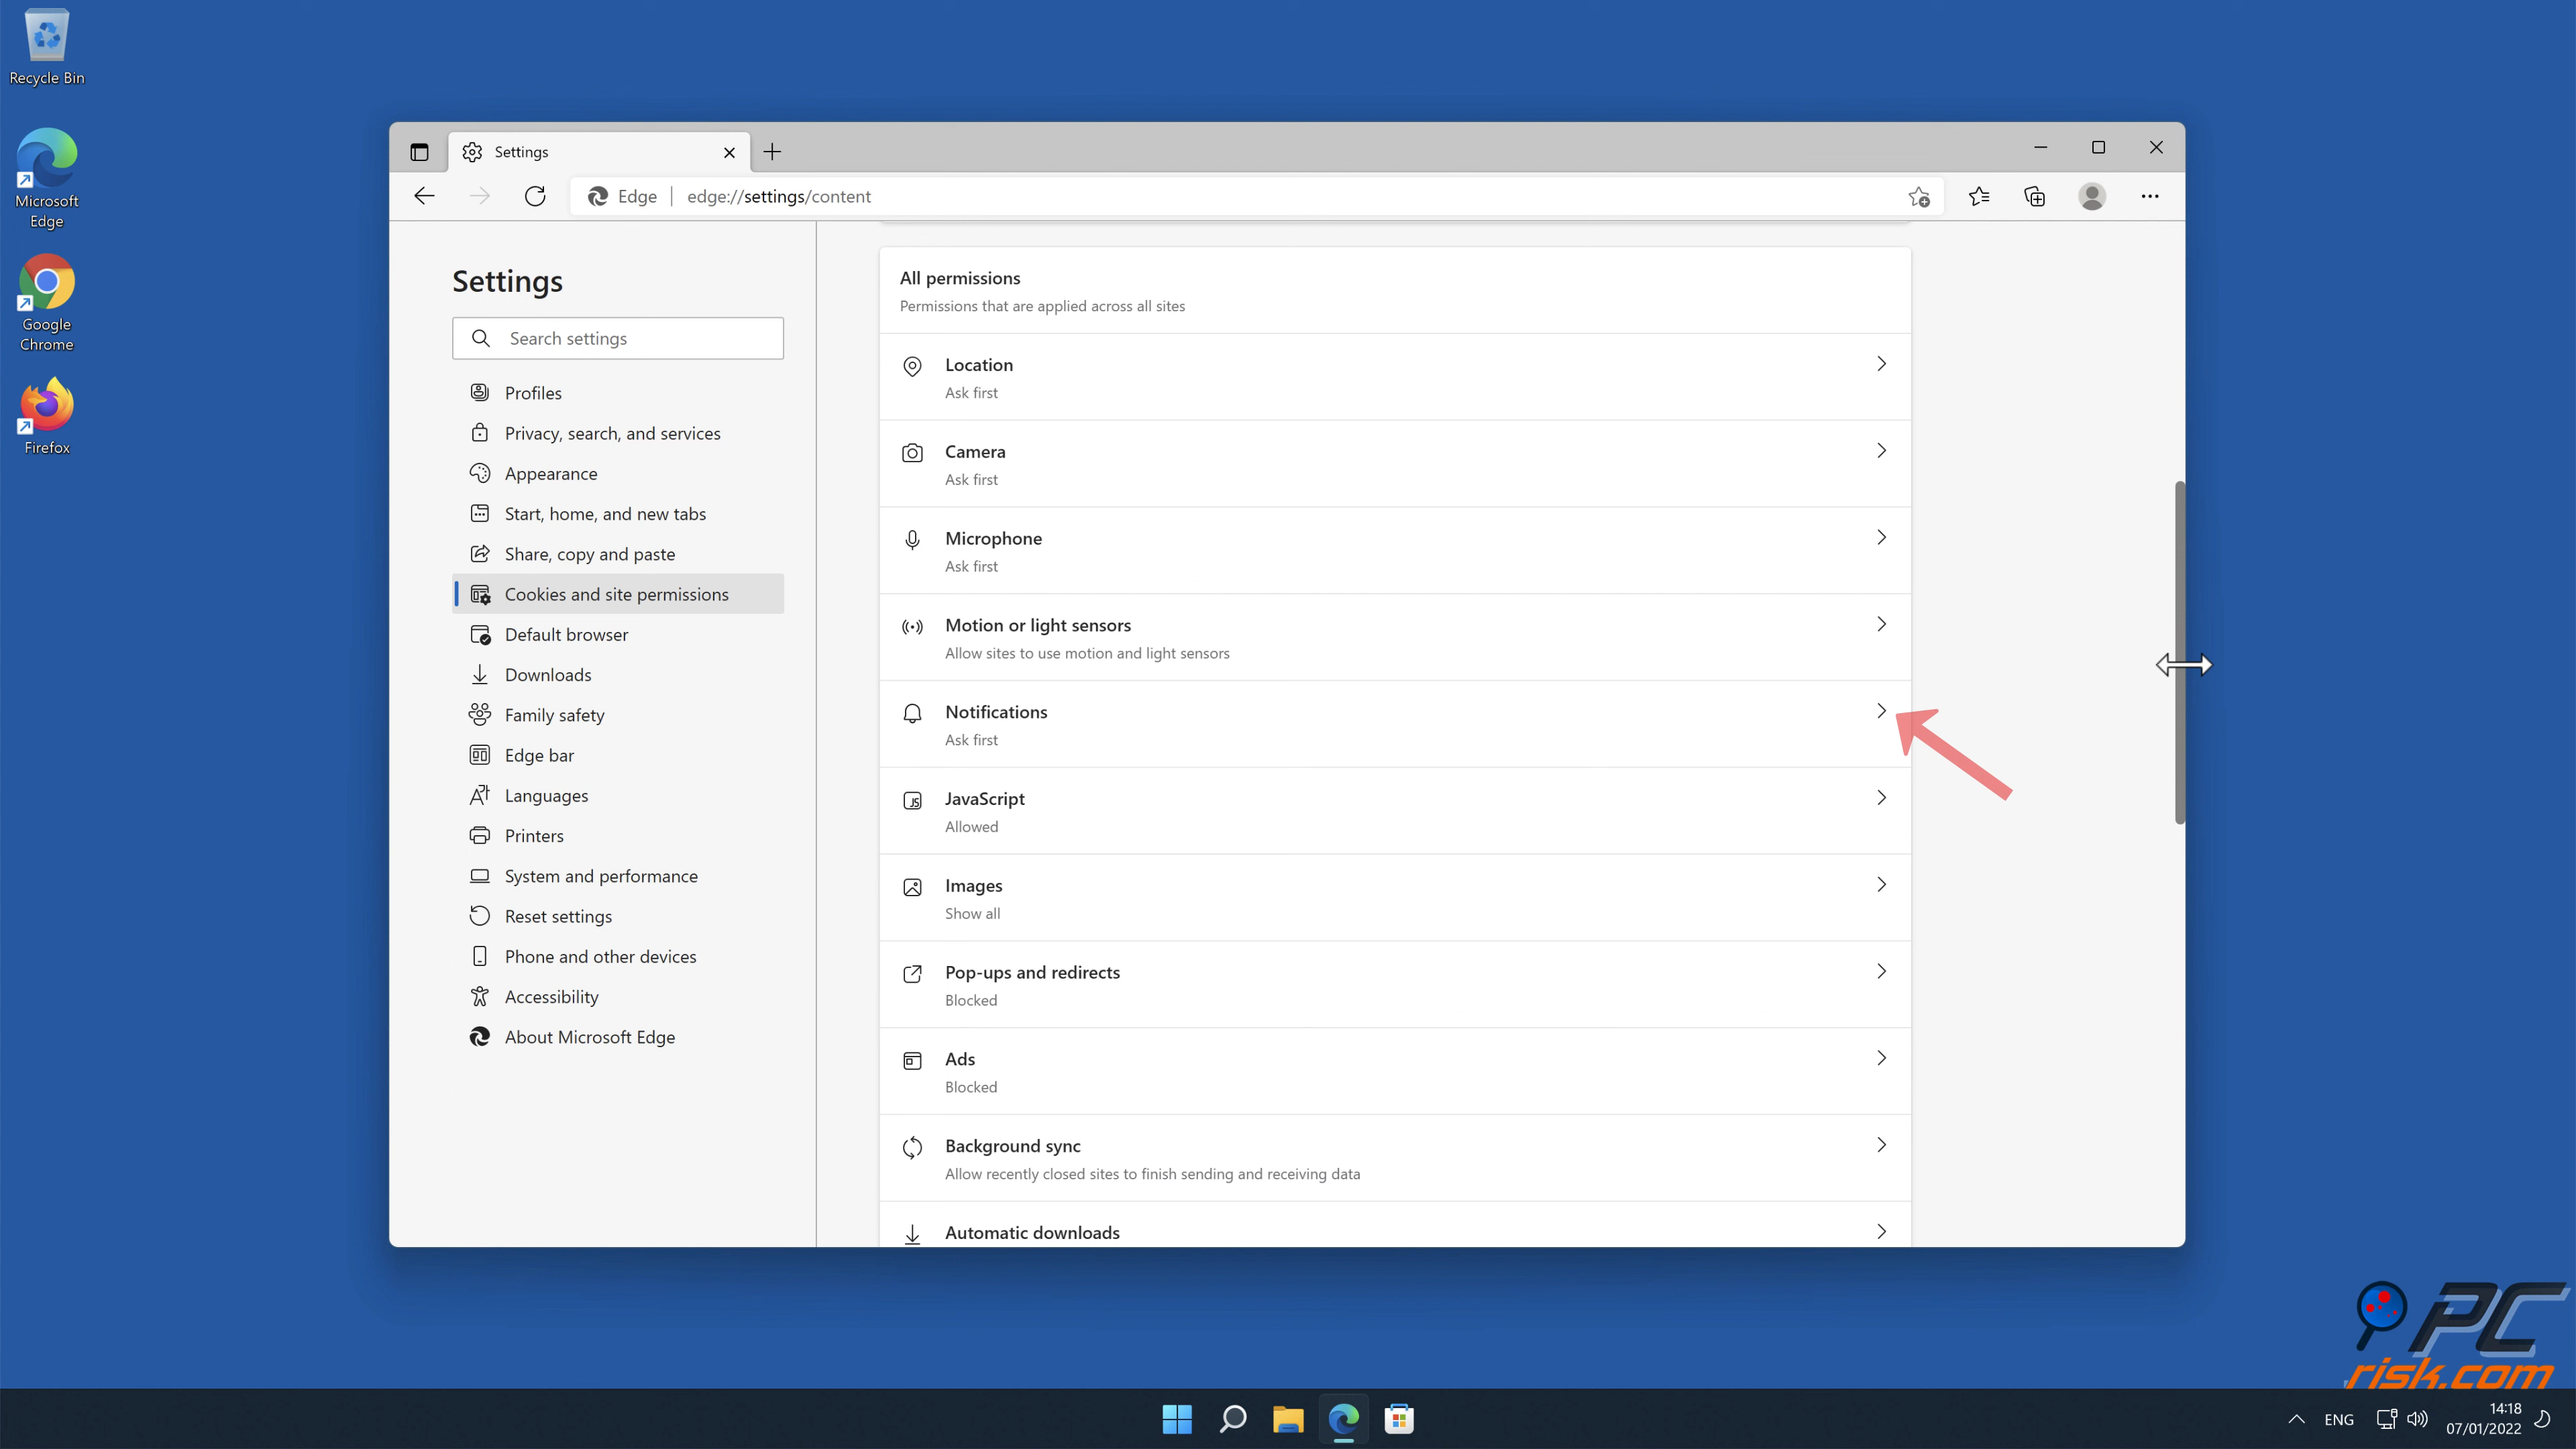 Recycle Bin
Microsoft
Edge
Google
Chrome
Firefox
Settings
Edge
edge://settings/content
Settings
Search settings
Profiles
Privacy, search, and services
Appearance
Start, home, and new tabs
Share, copy and paste
Cookies and site permissions
Default browser
Downloads
Family safety
Edge bar
Languages
Printers
System and performance
Reset settings
Phone and other devices
Accessibility
About Microsoft Edge
All permissions
Permissions that are applied across all sites
Location
Ask first
Camera
Ask first
Microphone
Ask first
Motion or light sensors
Allow sites to use motion and light sensors
Notifications
Ask first
JavaScript
Allowed
Images
Show all
Pop-ups and redirects
Blocked
Ads
Blocked
Background sync
Allow recently closed sites to finish sending and receiving data
Automatic downloads
PC
risk.com
ENG
14:18
07/01/2022